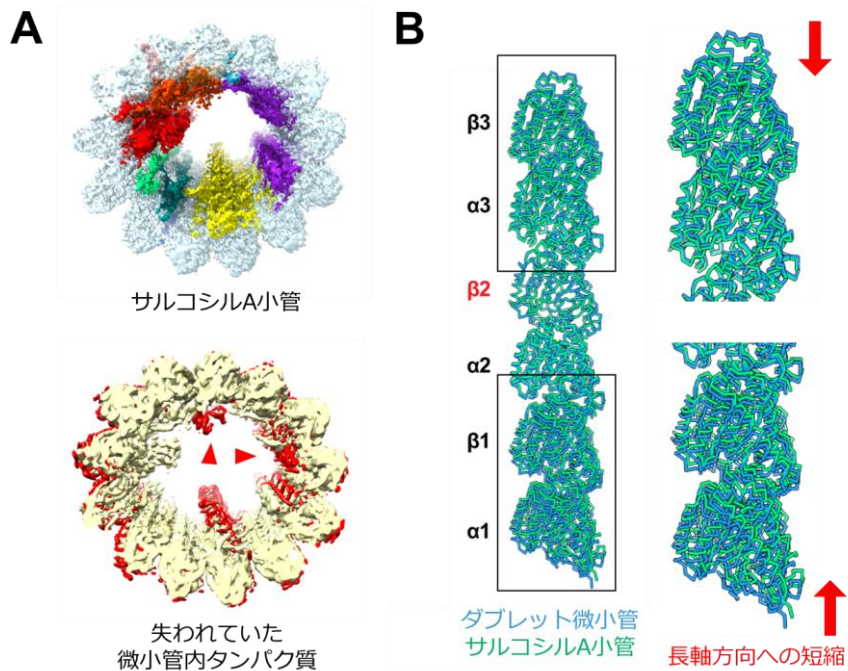 A
サルコシルA小管
失われていた
微小管内タンパク質
B
β3
α3
β2
α2
β1
α1
ダブレット微小管
サルコシルA小管
長軸方向への短縮